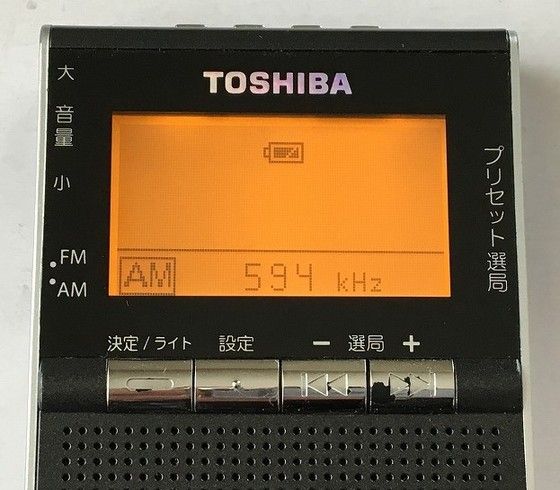 TOSHIBA
大
音量
小
プリセット選局
FM
AM
AM 594 kHz
決定/ライト 設定 − 選局 +